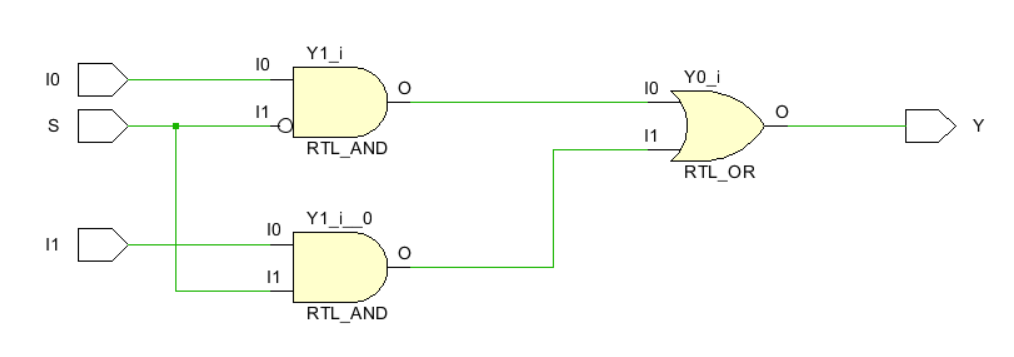 Y1_i
I0
I0
O
S
I1
RTL_AND
Y0_i
I0
I1
O
RTL_OR
Y
Y1_i__0
I1
I0
O
I1
RTL_AND